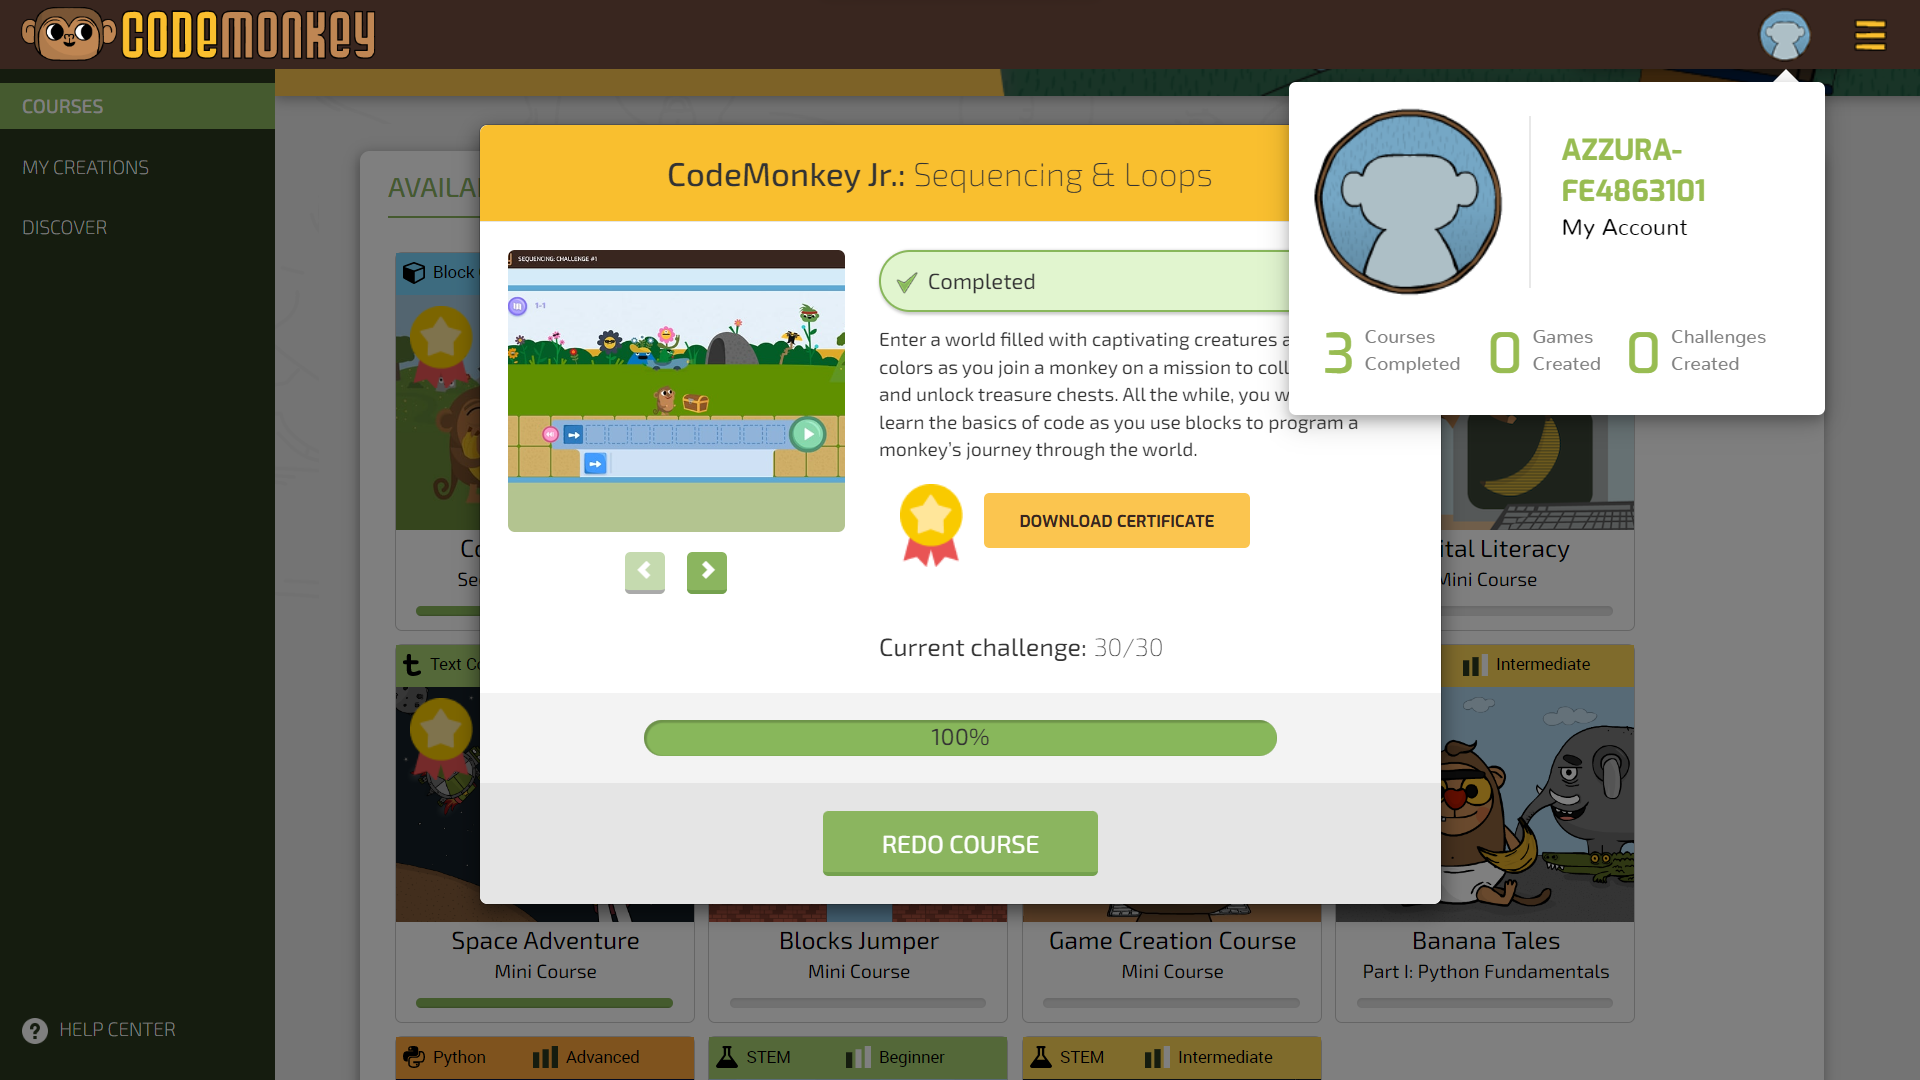 CODEMONKEY
COURSES
MY CREATIONS
DISCOVER
HELP CENTER
AVAILA
CodeMonkey Jr.: Sequencing & Loops
SEQUENCING: CHALLENGE #1
1-1
Completed
Enter a world filled with captivating creatures a
colors as you join a monkey on a mission to coll
and unlock treasure chests. All the while, you w
learn the basics of code as you use blocks to program a
monkey's journey through the world.
DOWNLOAD CERTIFICATE
Current challenge: 30/30
100%
REDO COURSE
AZZURA-
FE4863101
My Account
3 Courses Completed
0 Games Created
0 Challenges Created
Block
Co
Se
ital Literacy
Mini Course
Text Co
Intermediate
Space Adventure
Mini Course
Blocks Jumper
Mini Course
Game Creation Course
Mini Course
Banana Tales
Part I: Python Fundamentals
Python Advanced
STEM Beginner
STEM Intermediate